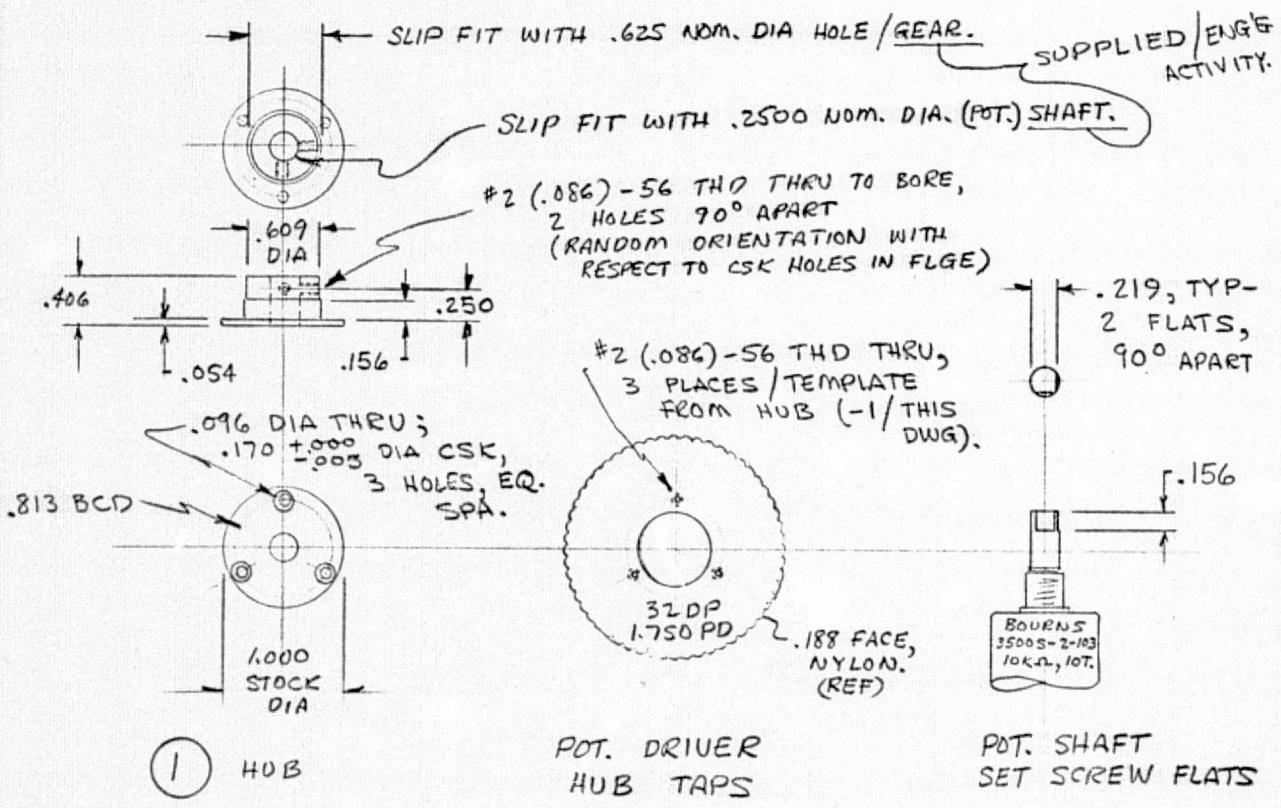 SLIP FIT WITH .625 NOM. DIA HOLE/GEAR.
SUPPLIED/ENG'G
ACTIVITY.
SLIP FIT WITH .2500 NOM. DIA. (POT.) SHAFT.
#2 (.086)-56 THD THRU TO BORE,
2 HOLES 90° APART
(RANDOM ORIENTATION WITH
RESPECT TO CSK HOLES IN FLGE)
.609
DIA
.406
.250
.054
.156
.219, TYP-
2 FLATS,
90° APART
#2 (.086)-56 THD THRU,
3 PLACES/TEMPLATE
FROM HUB (-1/THIS
DWG).
.096 DIA THRU;
.170 +.000
-.003 DIA CSK,
3 HOLES, EQ.
SPA.
.813 BCD
.156
32 DP
1.750 PD
.188 FACE,
NYLON.
(REF)
BOURNS
3500S-2-103
10KΩ, 10T.
1.000
STOCK
DIA
1 HUB
POT. DRIVER
HUB TAPS
POT. SHAFT
SET SCREW FLATS